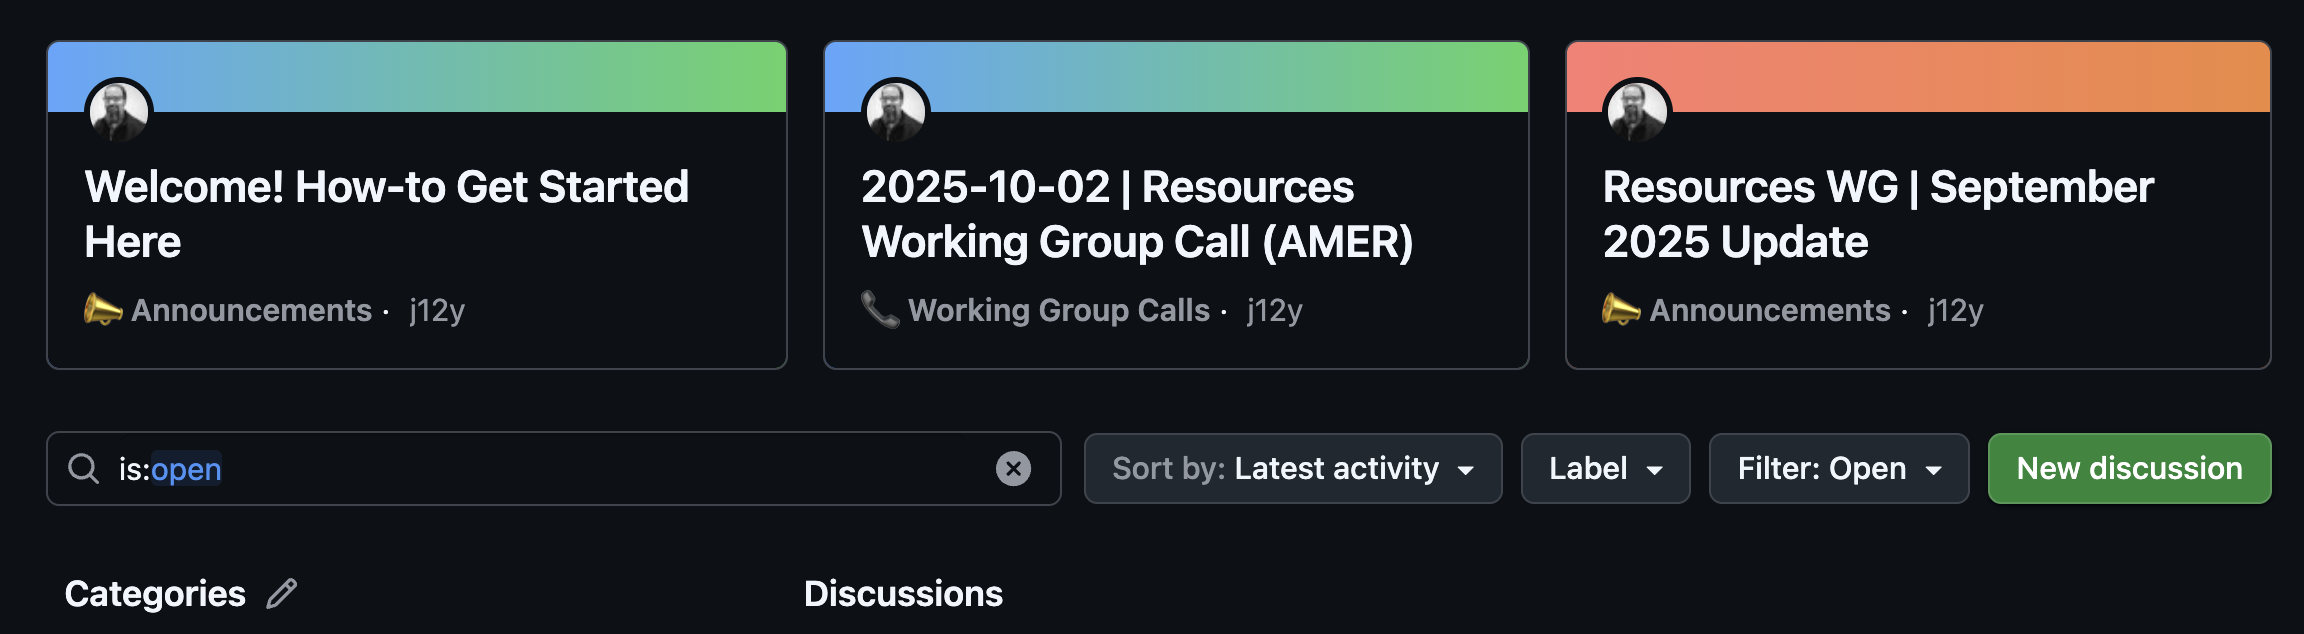 Welcome! How-to Get Started
Here
Announcements · j12y
2025-10-02 | Resources
Working Group Call (AMER)
Working Group Calls · j12y
Resources WG | September
2025 Update
Announcements · j12y
is:open
Sort by: Latest activity
Label
Filter: Open
New discussion
Categories
Discussions